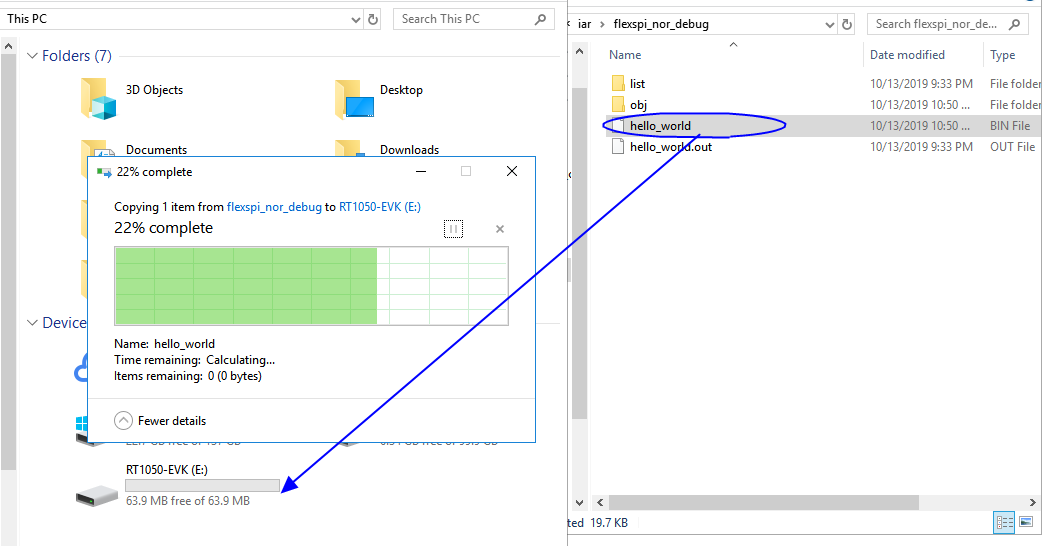 This PC
Search This PC
Folders (7)
3D Objects
Desktop
Documents
Downloads
22% complete
Copying 1 item from flexspi_nor_debug to RT1050-EVK (E:)
22% complete
Name: hello_world
Time remaining: Calculating...
Items remaining: 0 (0 bytes)
Fewer details
Device
RT1050-EVK (E:)
63.9 MB free of 63.9 MB
iar
flexspi_nor_debug
Search flexspi_nor_de...
Name
Date modified
Type
list
10/13/2019 9:33 PM
File folder
obj
10/13/2019 10:50 ...
File folder
hello_world
10/13/2019 10:50 ...
BIN File
hello_world.out
10/13/2019 9:33 PM
OUT File
ted 19.7 KB